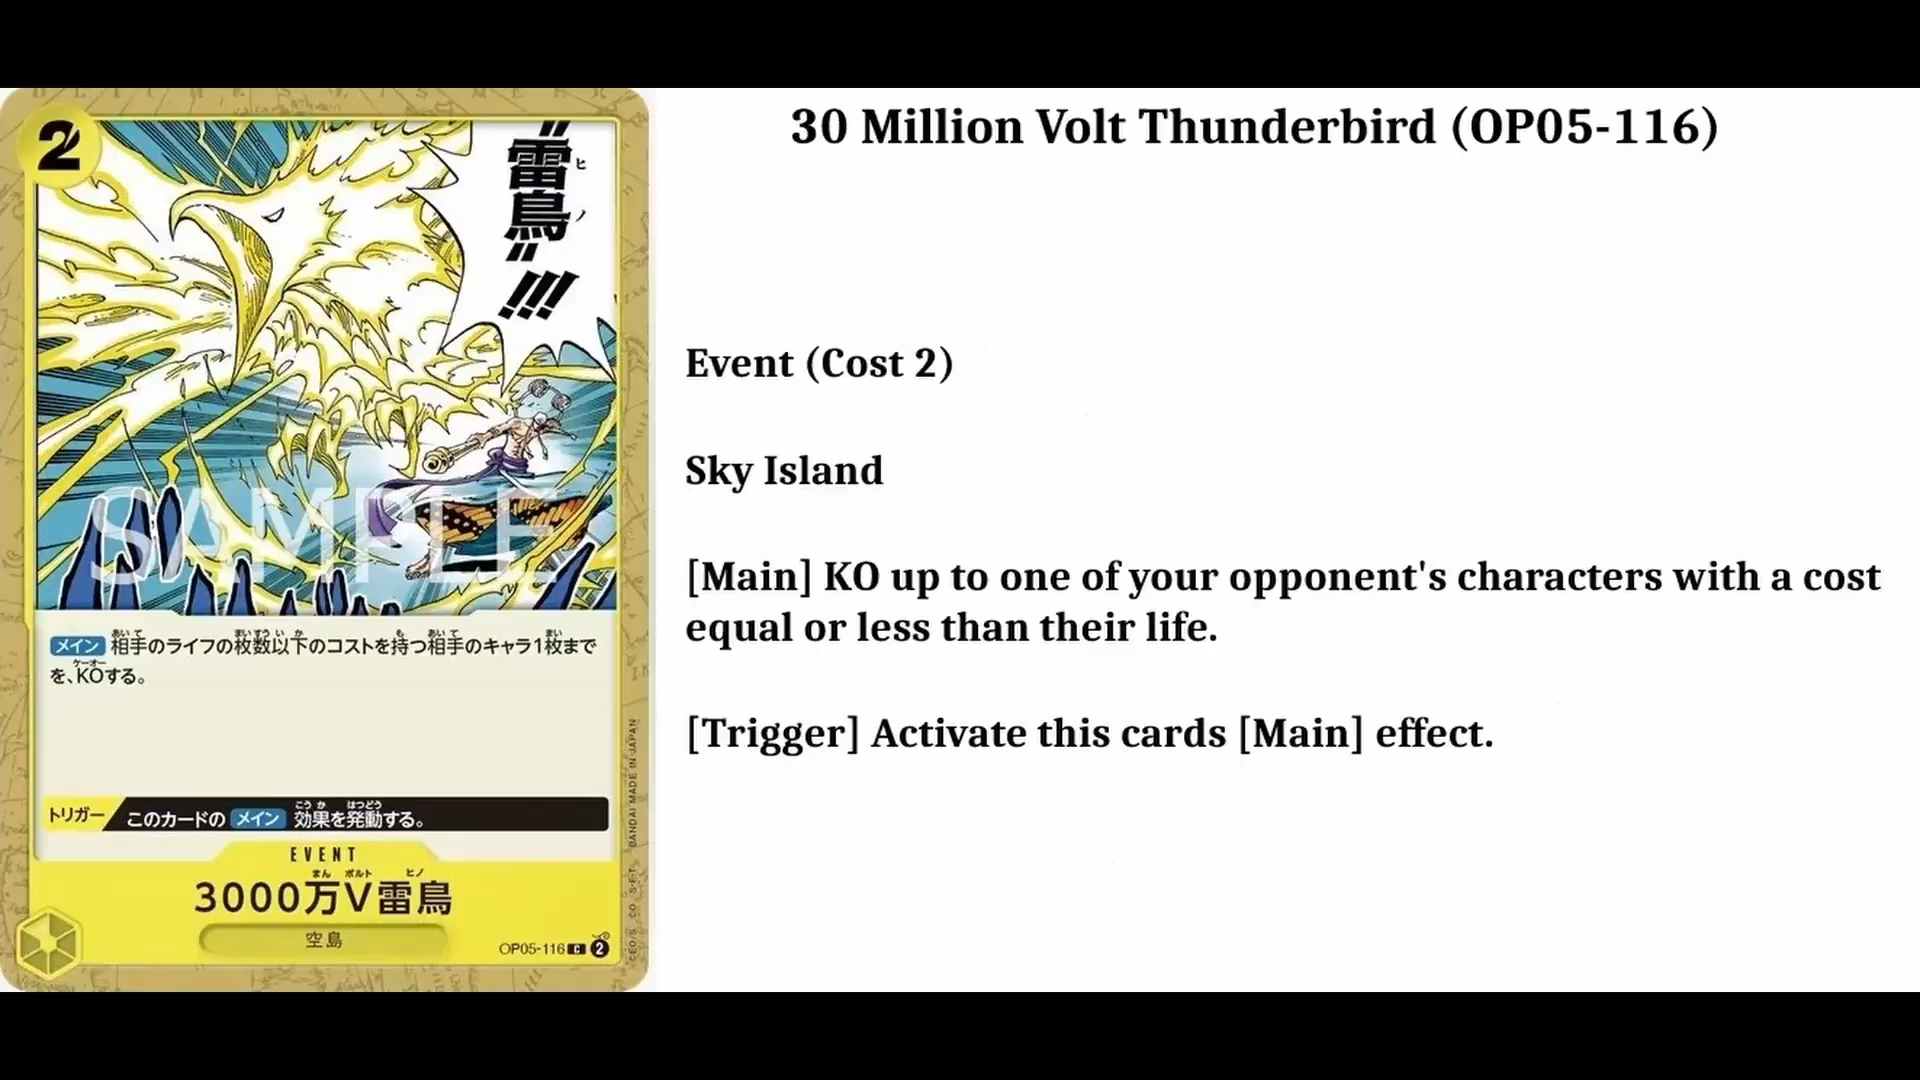 30 Million Volt Thunderbird (OP05-116)
2
"雷鳥"!!!
ヒ ノ
SAMPLE
Event (Cost 2)
Sky Island
[Main] KO up to one of your opponent's characters with a cost
equal or less than their life.
[Trigger] Activate this cards [Main] effect.
メイン 相手のライフの枚数以下のコストを持つ相手のキャラ1枚まで
を、KOする。
トリガー このカードの メイン 効果を発動する。
EVENT
3000万V雷鳥
空島
OP05-116 C 2
BANDAI MADE IN JAPAN